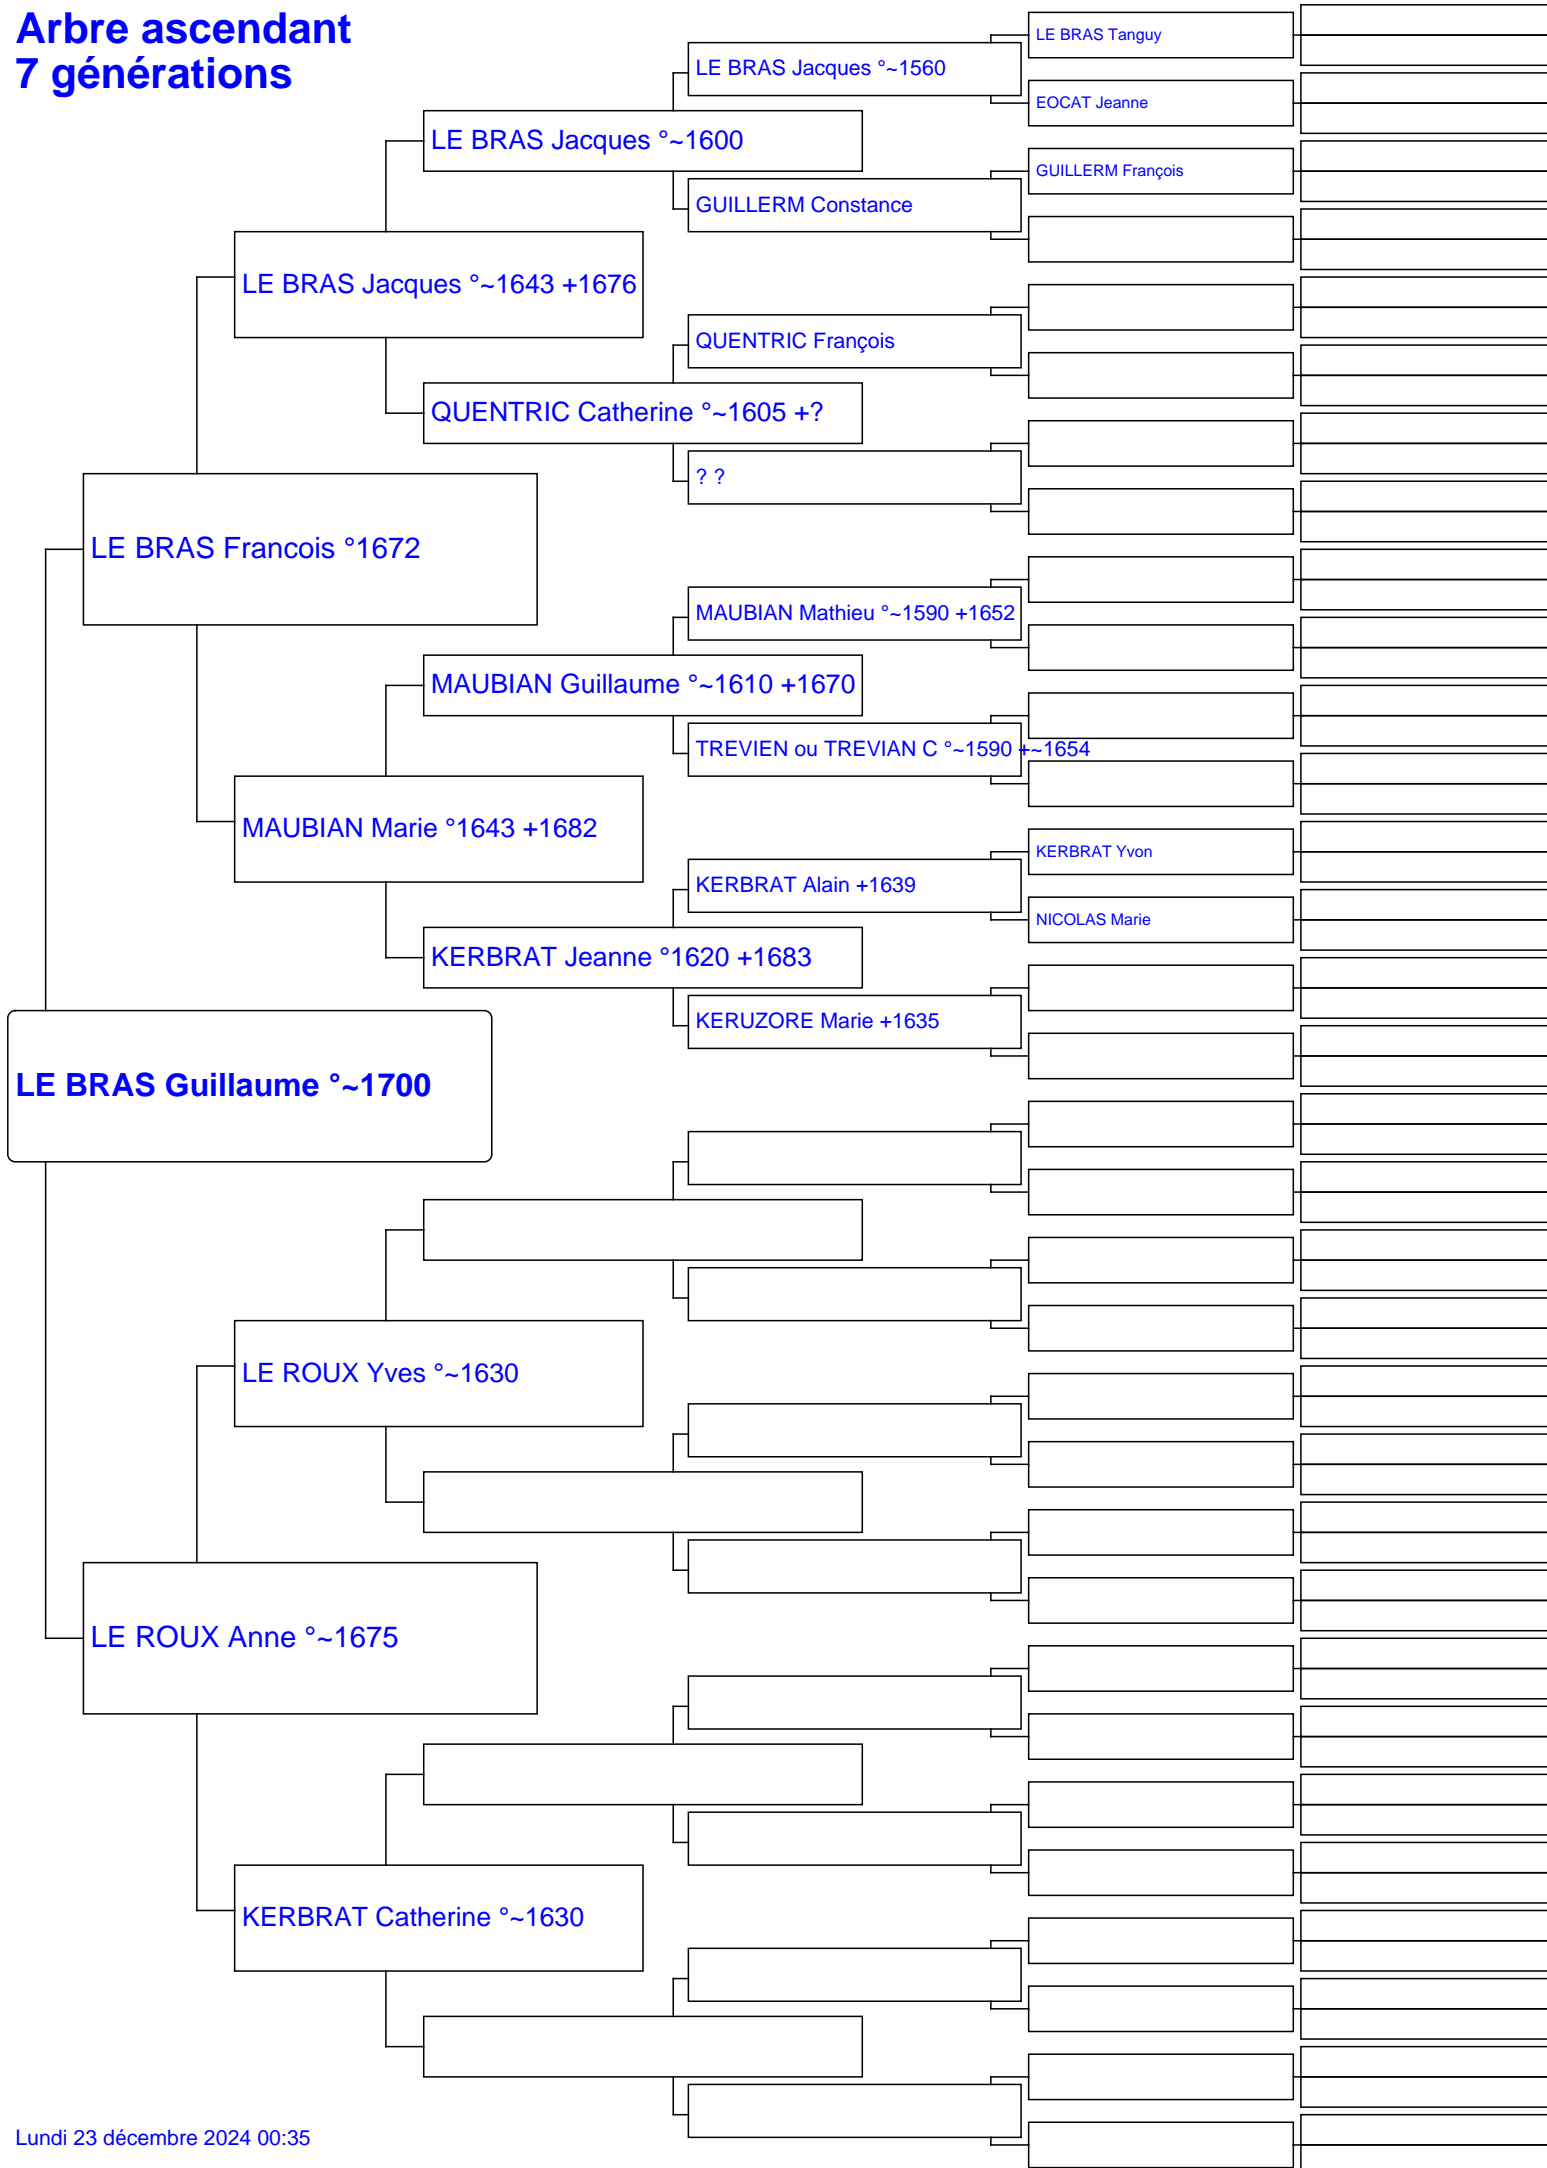 Arbre ascendant
7 générations
LE BRAS Tanguy
LE BRAS Jacques °~1560
EOCAT Jeanne
LE BRAS Jacques °~1600
GUILLERM François
GUILLERM Constance
LE BRAS Jacques °~1643 +1676
QUENTRIC François
QUENTRIC Catherine °~1605 +?
? ?
LE BRAS Francois °1672
MAUBIAN Mathieu °~1590 +1652
MAUBIAN Guillaume °~1610 +1670
TREVIEN ou TREVIAN C °~1590 +~1654
MAUBIAN Marie °1643 +1682
KERBRAT Yvon
KERBRAT Alain +1639
NICOLAS Marie
KERBRAT Jeanne °1620 +1683
KERUZORE Marie +1635
LE BRAS Guillaume °~1700
LE ROUX Yves °~1630
LE ROUX Anne °~1675
KERBRAT Catherine °~1630
Lundi 23 décembre 2024 00:35